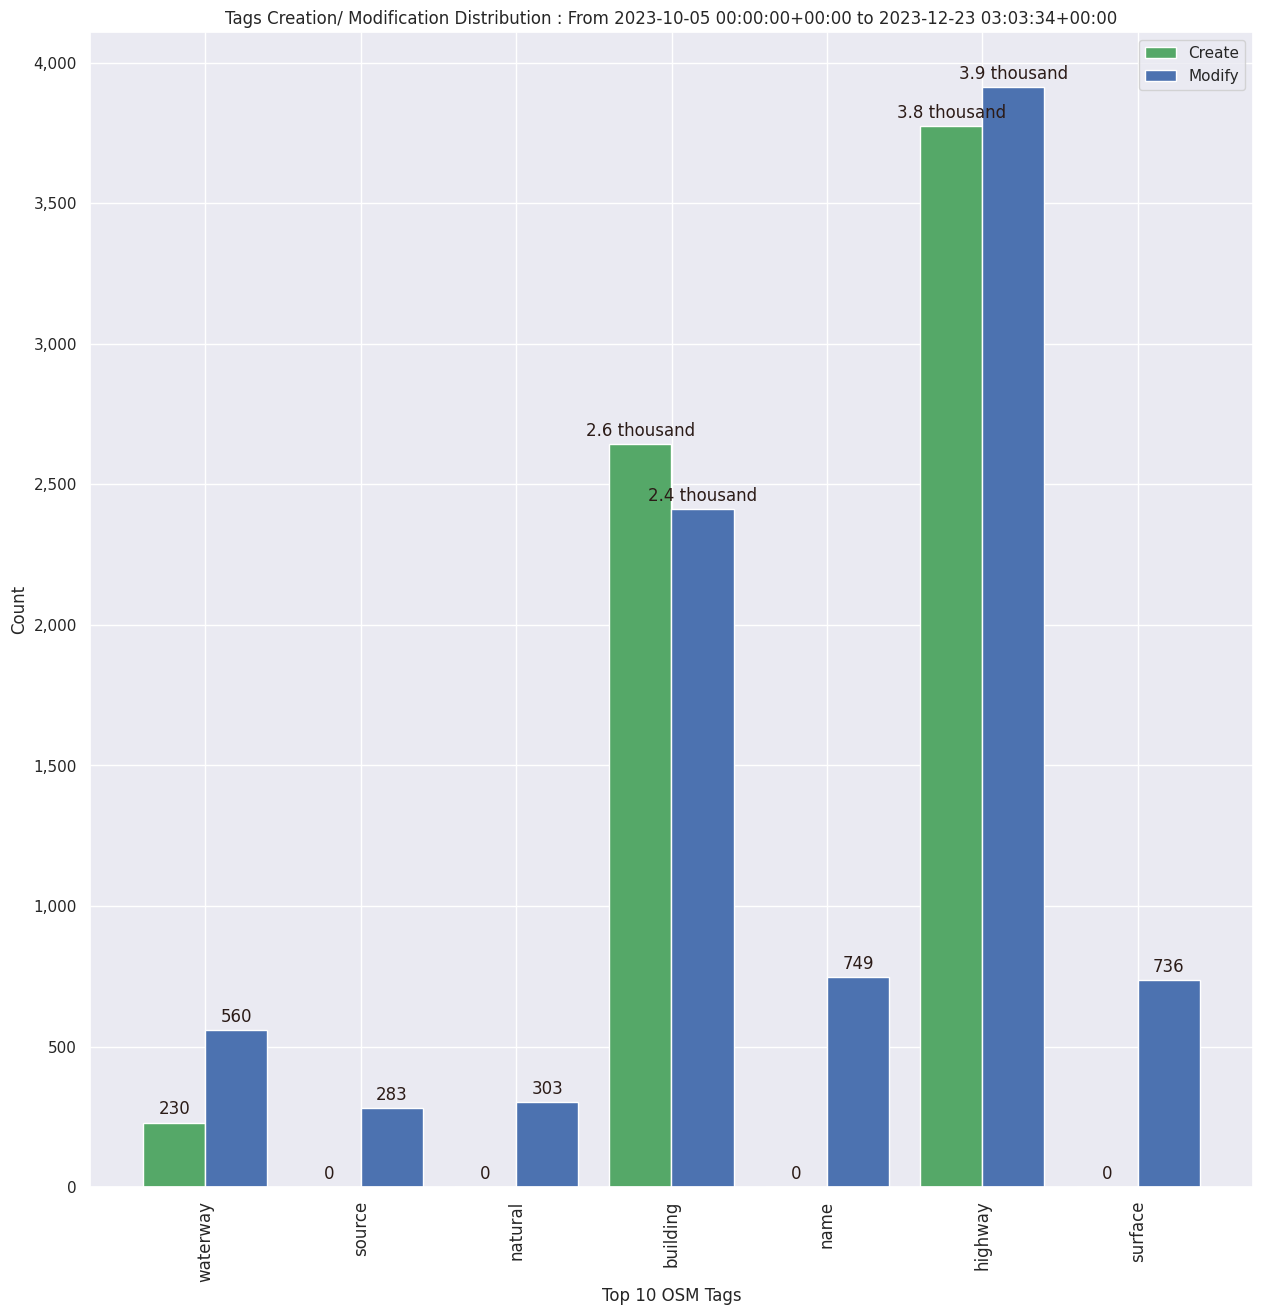 Tags Creation/ Modification Distribution : From 2023-10-05 00:00:00+00:00 to 2023-12-23 03:03:34+00:00
Create
Modify
4,000
3,500
3,000
2,500
2,000
1,500
1,000
500
0
Count
230
560
0
283
0
303
2.6 thousand
2.4 thousand
0
749
3.8 thousand
3.9 thousand
0
736
waterway
source
natural
building
name
highway
surface
Top 10 OSM Tags